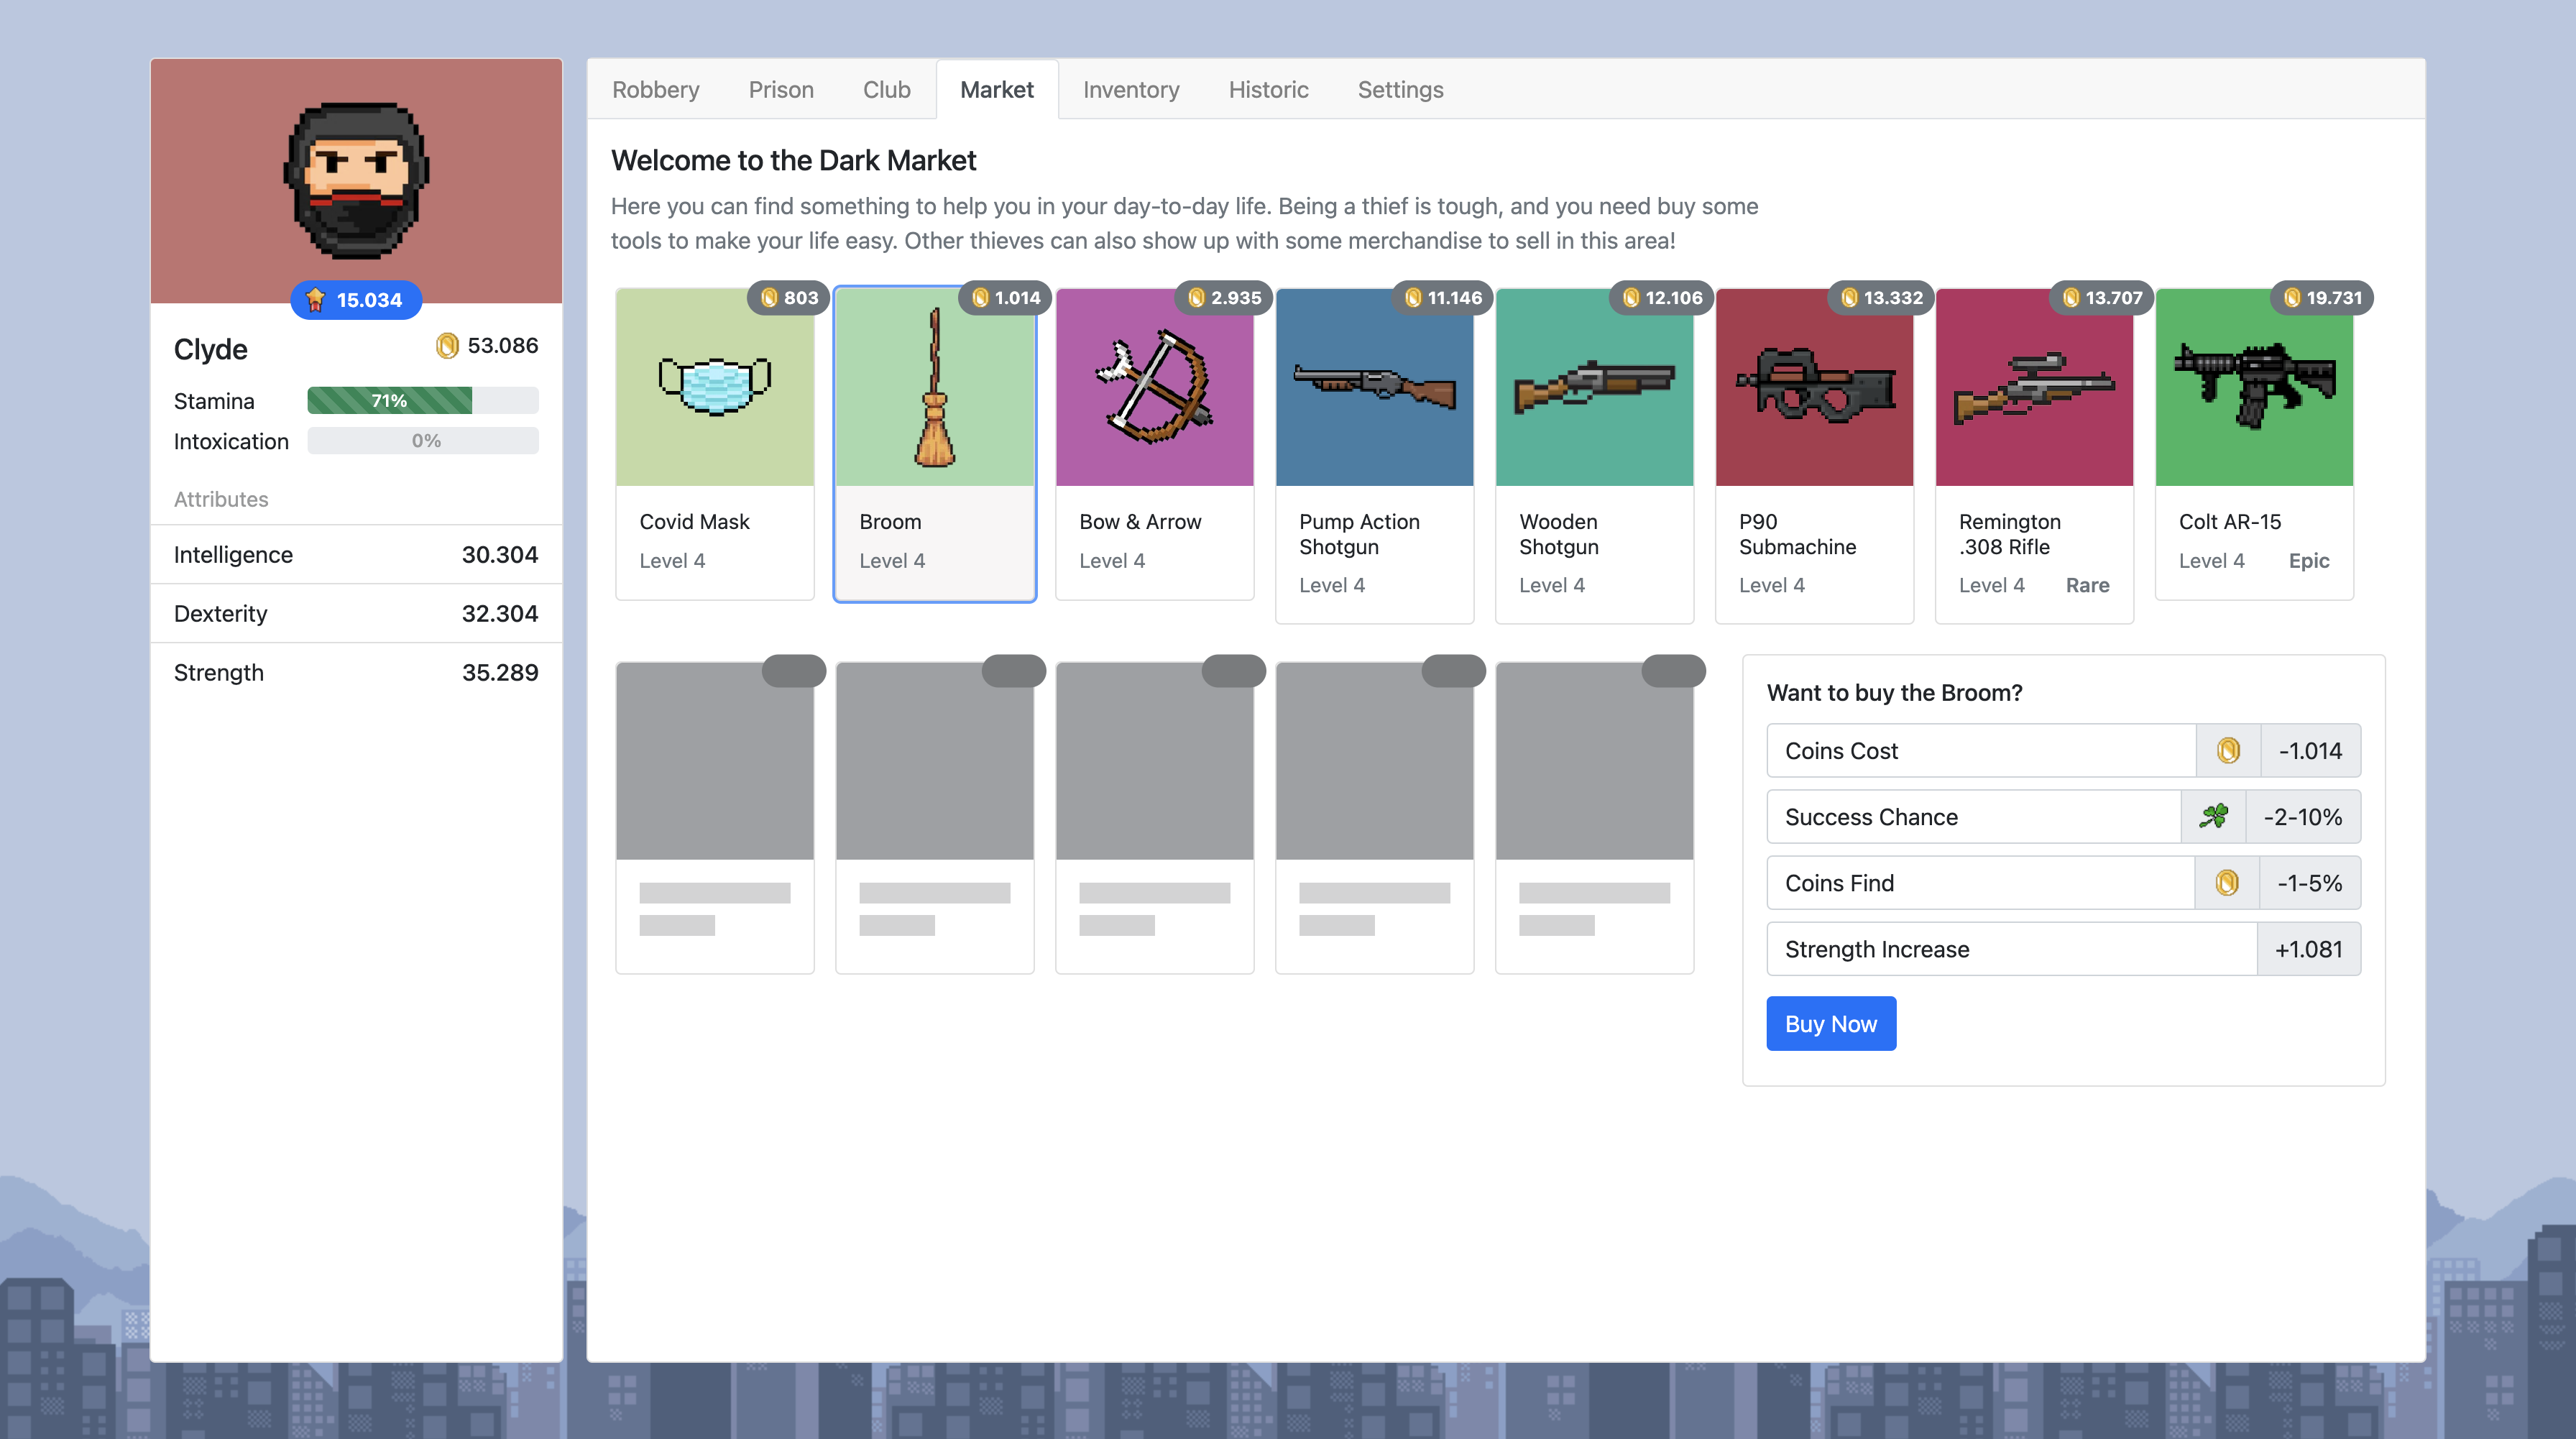 15.034
Clyde
53.086
Stamina
71%
Intoxication
0%
Attributes
Intelligence
30.304
Dexterity
32.304
Strength
35.289
Robbery
Prison
Club
Market
Inventory
Historic
Settings
Welcome to the Dark Market
Here you can find something to help you in your day-to-day life. Being a thief is tough, and you need buy some
tools to make your life easy. Other thieves can also show up with some merchandise to sell in this area!
803
Covid Mask
Level 4
1.014
Broom
Level 4
2.935
Bow & Arrow
Level 4
11.146
Pump Action
Shotgun
Level 4
12.106
Wooden
Shotgun
Level 4
13.332
P90
Submachine
Level 4
13.707
Remington
.308 Rifle
Level 4 Rare
19.731
Colt AR-15
Level 4 Epic
Want to buy the Broom?
Coins Cost
-1.014
Success Chance
-2-10%
Coins Find
-1-5%
Strength Increase
+1.081
Buy Now